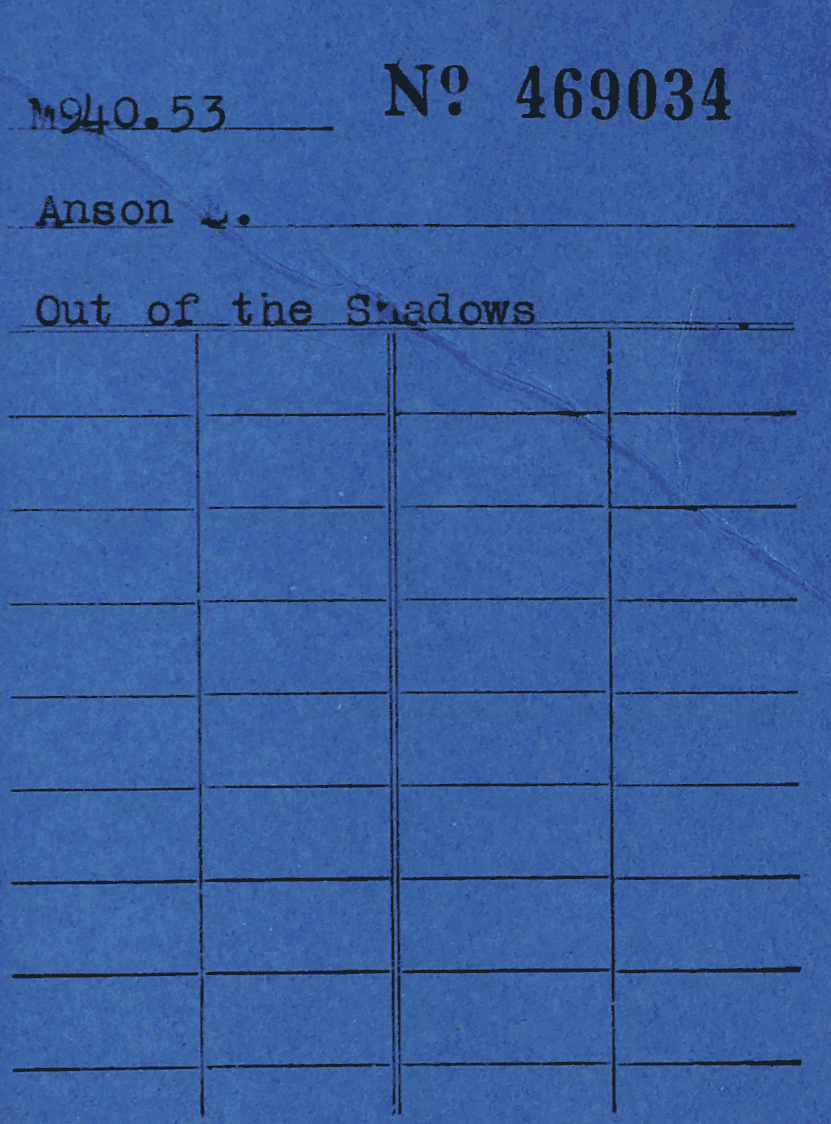 M940.53 Nº 469034
Anson
Out of the Shadows